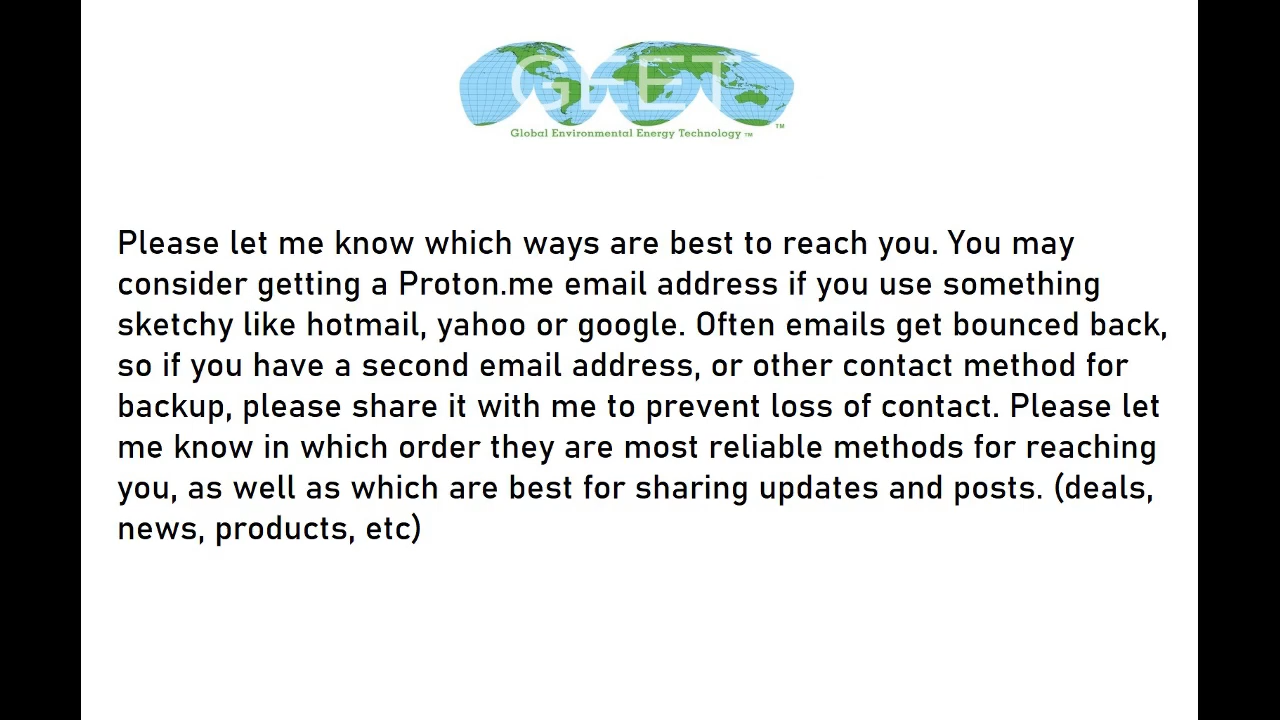 GEET
TM
Global Environmental Energy Technology TM
Please let me know which ways are best to reach you. You may
consider getting a Proton.me email address if you use something
sketchy like hotmail, yahoo or google. Often emails get bounced back,
so if you have a second email address, or other contact method for
backup, please share it with me to prevent loss of contact. Please let
me know in which order they are most reliable methods for reaching
you, as well as which are best for sharing updates and posts. (deals,
news, products, etc)